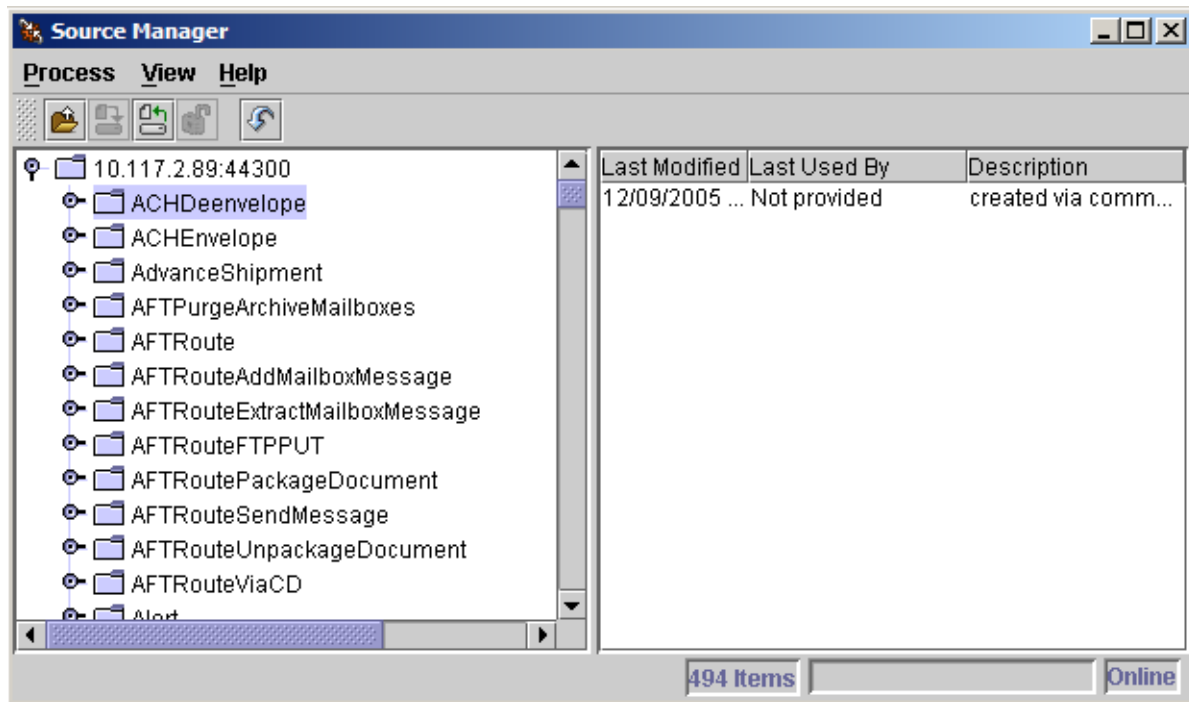 Source Manager
Process View Help
10.117.2.89:44300
ACHDeenvelope
ACHEnvelope
AdvanceShipment
AFTPurgeArchiveMailboxes
AFTRoute
AFTRouteAddMailboxMessage
AFTRouteExtractMailboxMessage
AFTRouteFTPPUT
AFTRoutePackageDocument
AFTRouteSendMessage
AFTRouteUnpackageDocument
AFTRouteViaCD
Alert
Last Modified Last Used By Description
12/09/2005 ... Not provided created via comm...
494 Items Online